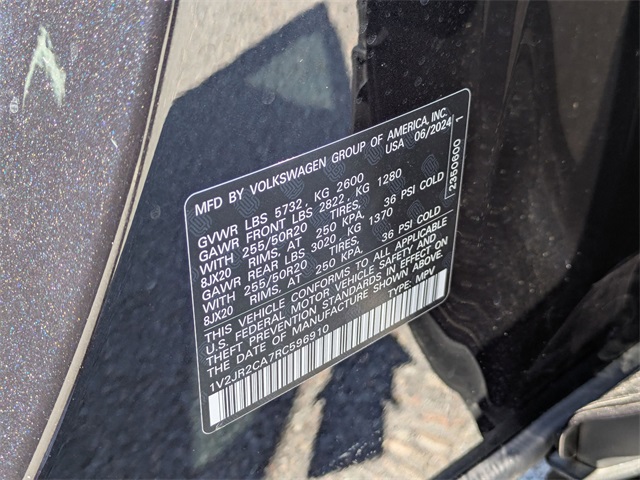 MFD BY VOLKSWAGEN GROUP OF AMERICA, INC.
USA 06/2024
GVWR LBS 5732, KG 2600
GAWR FRONT LBS 2822, KG 1280
WITH 255/50R20 TIRES,
8JX20 RIMS, AT 250 KPA, 36 PSI COLD
GAWR REAR LBS 3020, KG 1370
WITH 255/50R20 TIRES,
8JX20 RIMS, AT 250 KPA, 36 PSI COLD
THIS VEHICLE CONFORMS TO ALL APPLICABLE
U.S. FEDERAL MOTOR VEHICLE SAFETY AND
THEFT PREVENTION STANDARDS IN EFFECT ON
THE DATE OF MANUFACTURE SHOWN ABOVE.
1V2JR2CA7RC596910 TYPE: MPV
2350600 1